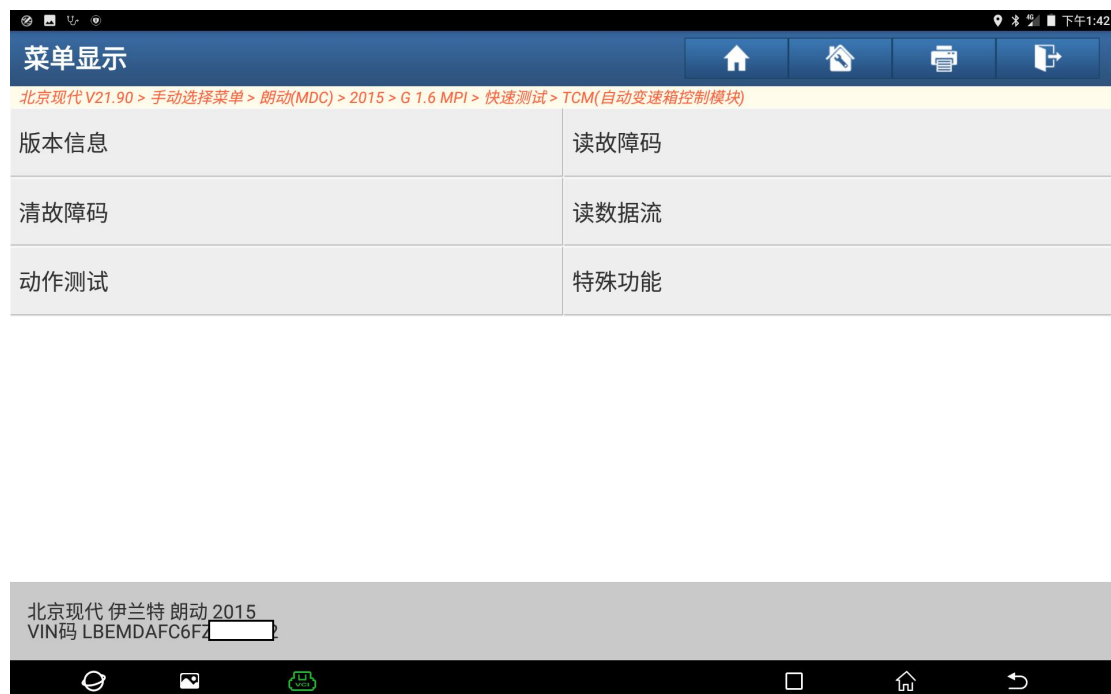 4G 下午1:42
菜单显示
北京现代 V21.90 > 手动选择菜单 > 朗动(MDC) > 2015 > G 1.6 MPI > 快速测试 > TCM(自动变速箱控制模块)
版本信息 读故障码
清故障码 读数据流
动作测试 特殊功能
北京现代 伊兰特 朗动 2015
VIN码 LBEMDAFC6FZ 2
VCI